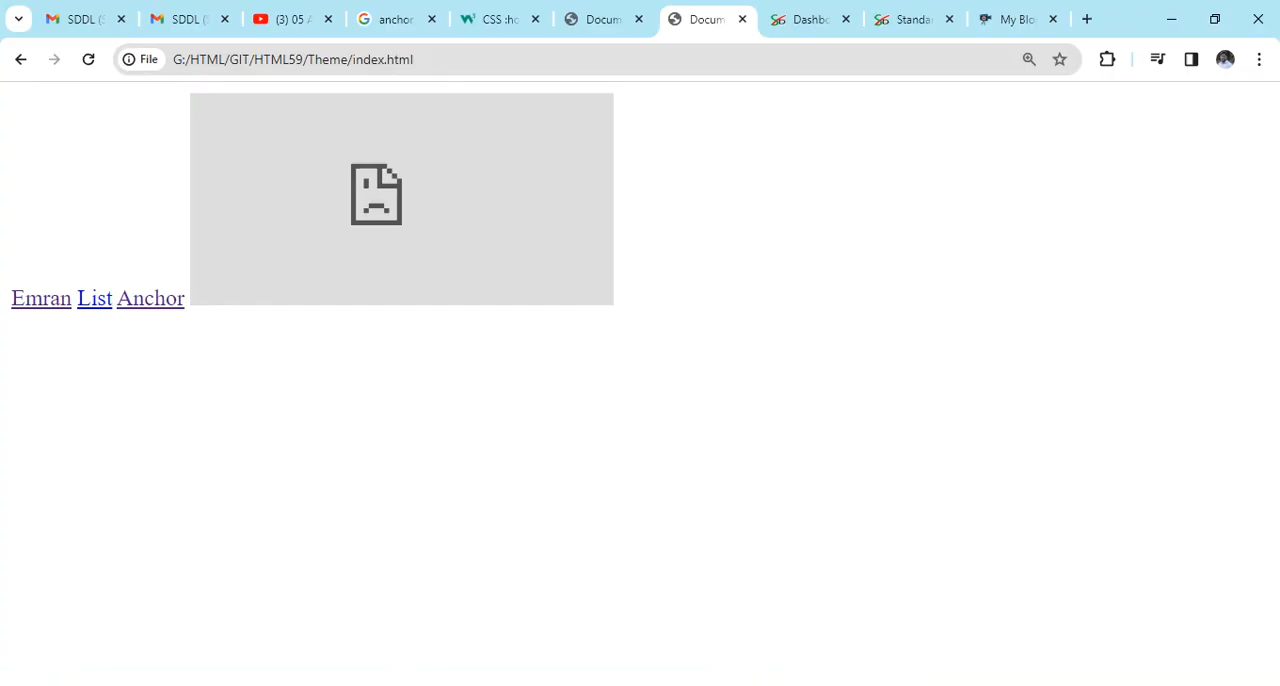 SDDL (S
SDDL (S
(3) 05 A
anchor
CSS :ho
Docum
Docum
Dashbo
Standa
My Blo
File
G:/HTML/GIT/HTML59/Theme/index.html
Emran List Anchor